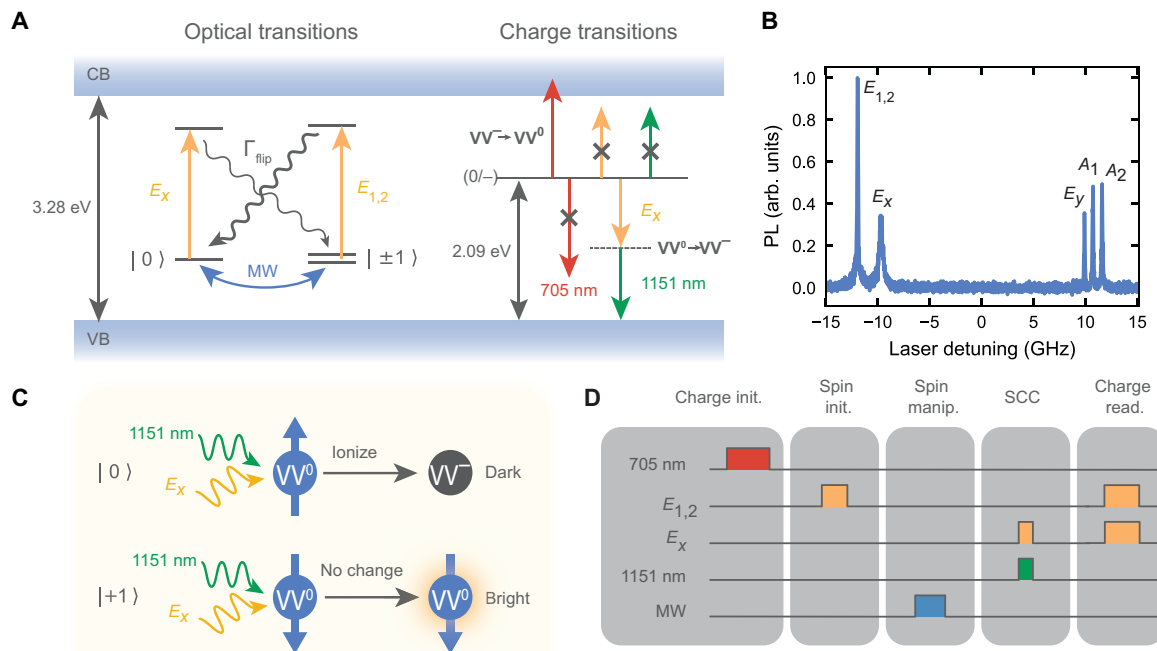 A
Optical transitions
Charge transitions
CB
3.28 eV
Γflip
Ex
E1,2
| 0 ⟩
MW
| ±1 ⟩
VV⁻→VV⁰
(0/–)
Ex
2.09 eV
VV⁰→VV⁻
705 nm
1151 nm
VB
B
PL (arb. units)
1.0
0.8
0.6
0.4
0.2
0.0
E1,2
Ex
Ey
A1
A2
−15 −10 −5 0 5 10 15
Laser detuning (GHz)
C
1151 nm
| 0 ⟩
Ex
VV⁰
Ionize
VV⁻
Dark
1151 nm
|+1 ⟩
Ex
VV⁰
No change
VV⁰
Bright
D
Charge init.
Spin init.
Spin manip.
SCC
Charge read.
705 nm
E1,2
Ex
1151 nm
MW